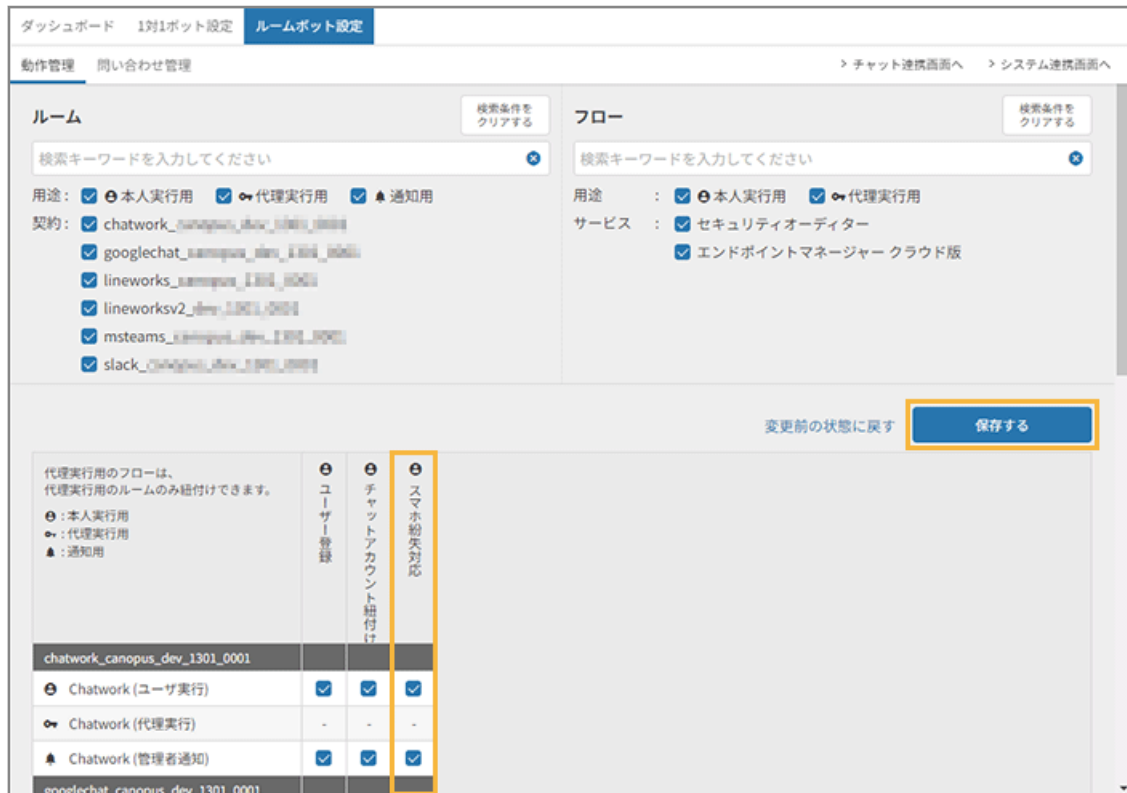 ダッシュボード 1対1ボット設定 ルームボット設定
動作管理 問い合わせ管理 > チャット連携画面へ > システム連携画面へ
ルーム
検索条件を
クリアする
検索キーワードを入力してください
用途: 本人実行用 代理実行用 通知用
契約: chatwork_
googlechat_
lineworks_
lineworksv2_
msteams_
slack_
フロー
検索条件を
クリアする
検索キーワードを入力してください
用途 : 本人実行用 代理実行用
サービス : セキュリティオーディター
エンドポイントマネージャー クラウド版
変更前の状態に戻す 保存する
代理実行用のフローは、
代理実行用のルームのみ紐付けできます。
:本人実行用
:代理実行用
:通知用
ユーザー登録
チャットアカウント紐付け
スマホ紛失対応
chatwork_canopus_dev_1301_0001
Chatwork (ユーザ実行)
Chatwork (代理実行) - - -
Chatwork (管理者通知)
googlechat_canopus_dev_1301_0001